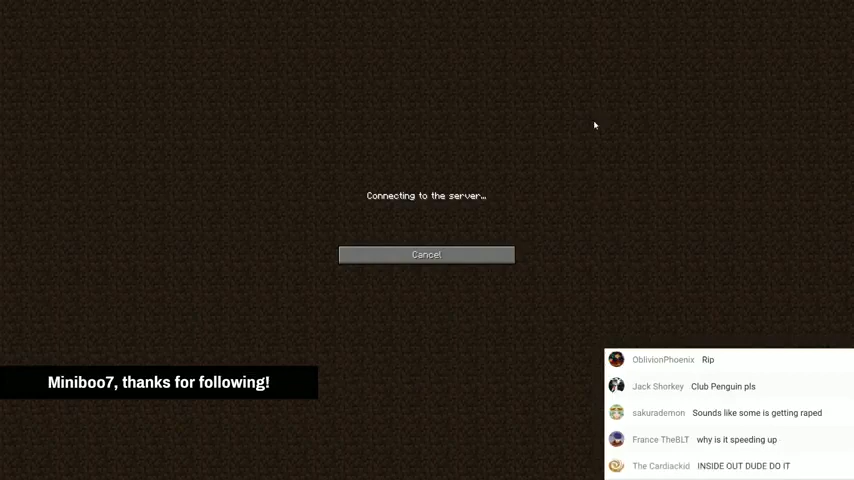 Connecting to the server...
Cancel
Miniboo7, thanks for following!
OblivionPhoenix Rip
Jack Shorkey Club Penguin pls
sakurademon Sounds like some is getting raped
France TheBLT why is it speeding up
The Cardiackid INSIDE OUT DUDE DO IT